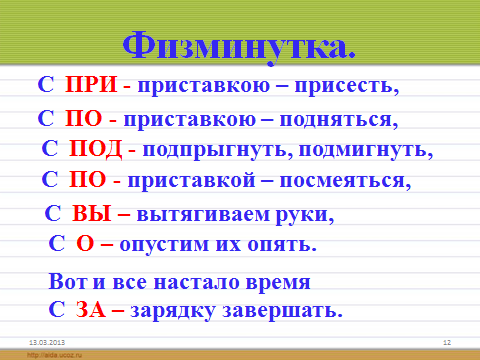 Физминутка.
С ПРИ - приставкою – присесть,
С ПО - приставкою – подняться,
С ПОД - подпрыгнуть, подмигнуть,
С ПО - приставкой – посмеяться,
С ВЫ – вытягиваем руки,
С О – опустим их опять.
Вот и все настало время
С ЗА – зарядку завершать.
13.03.2013 12
http://aida.ucoz.ru